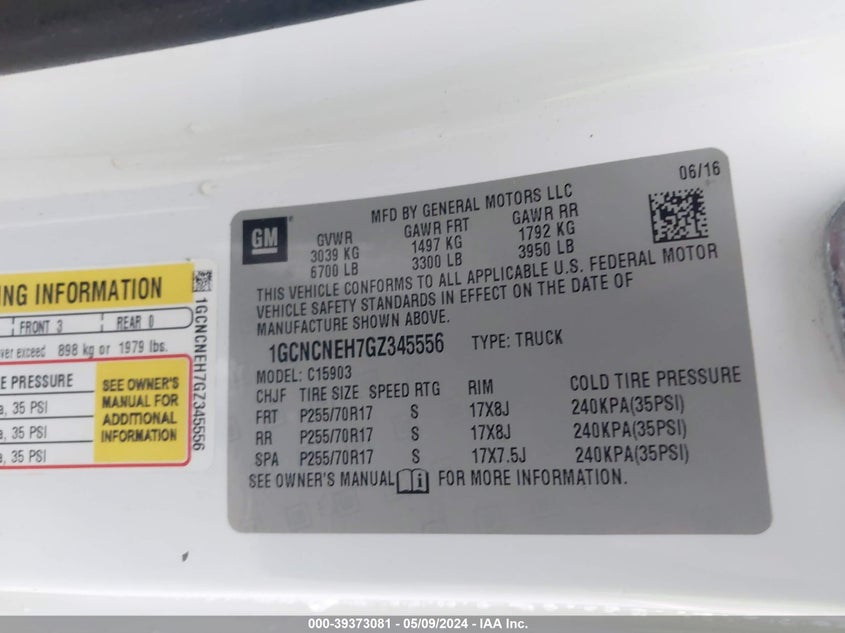 06/16
GM
MFD BY GENERAL MOTORS LLC
GVWR GAWR FRT GAWR RR
3039 KG 1497 KG 1792 KG
6700 LB 3300 LB 3950 LB
THIS VEHICLE CONFORMS TO ALL APPLICABLE U.S. FEDERAL MOTOR
VEHICLE SAFETY STANDARDS IN EFFECT ON THE DATE OF
MANUFACTURE SHOWN ABOVE.
1GCNCNEH7GZ345556 TYPE: TRUCK
MODEL: C15903
CHJF TIRE SIZE SPEED RTG RIM COLD TIRE PRESSURE
FRT P255/70R17 S 17X8J 240KPA(35PSI)
RR P255/70R17 S 17X8J 240KPA(35PSI)
SPA P255/70R17 S 17X7.5J 240KPA(35PSI)
SEE OWNER'S MANUAL FOR MORE INFORMATION.
INFORMATION
FRONT 3 REAR 0
exceed 898 kg or 1979 lbs.
PRESSURE
35 PSI
35 PSI
35 PSI
SEE OWNER'S
MANUAL FOR
ADDITIONAL
INFORMATION
1GCNCNEH7GZ345556
000-39373081 - 05/09/2024 - IAA Inc.